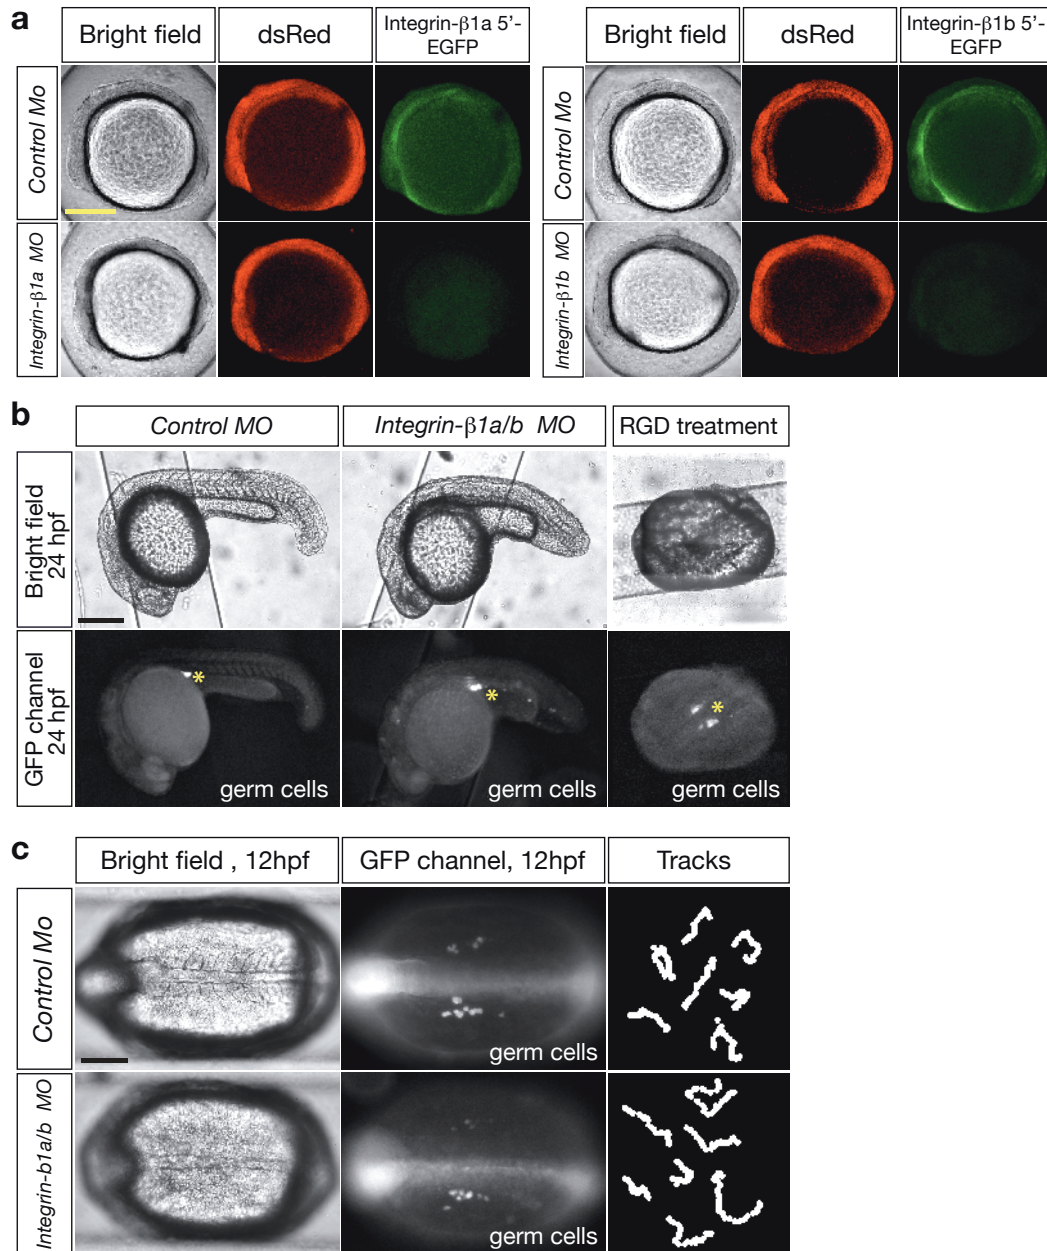 a
Bright field
dsRed
Integrin-β1a 5’-
EGFP
Bright field
dsRed
Integrin-β1b 5’-
EGFP
Control Mo
Control Mo
Integrin-β1a MO
Integrin-β1b MO
b
Control MO
Integrin-β1a/b MO
RGD treatment
Bright field
24 hpf
GFP channel
24 hpf
*
*
*
germ cells
germ cells
germ cells
c
Bright field , 12hpf
GFP channel, 12hpf
Tracks
Control Mo
germ cells
Integrin-b1a/b MO
germ cells